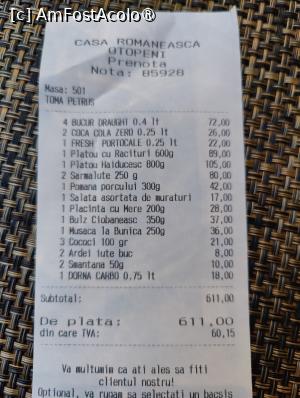 [c] AmFostAcolo®
CASA ROMANEASCA
OTOPENI
Prenota
Nota: 85928
Masa: 501
TOMA PETRUS
4 BUCUR DRAUGHT 0.4 lt 72,00
2 COCA COLA ZERO 0.25 lt 26,00
1 FRESH PORTOCALE 0.25 lt 22,00
1 Platou cu Racituri 600g 89,00
1 Platou Haiducesc 800g 105,00
2 Sarmalute 250 g 80,00
1 Pomana porcului 300g 42,00
1 Salata asortata de muraturi 17,00
1 Placinta cu Mere 200g 28,00
1 Bulz Ciobanesc 350g 37,00
1 Musaca la Bunica 250g 36,00
3 Cococi 100 gr 21,00
2 Ardei iute buc 8,00
2 Smantana 50g 10,00
1 DORNA CARBO 0,75 lt 18,00
Subtotal: 611,00
De plata: 611,00
din care TVA: 60,15
Va multumim ca ati ales sa fiti
clientul nostru!
Optional, va rugam sa selectati un bacsis